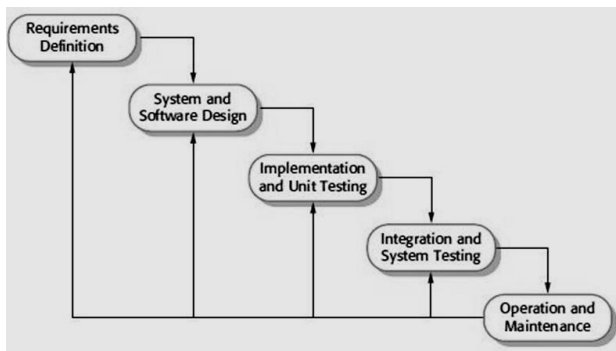 Requirements
Definition
System and
Software Design
Implementation
and Unit Testing
Integration and
System Testing
Operation and
Maintenance